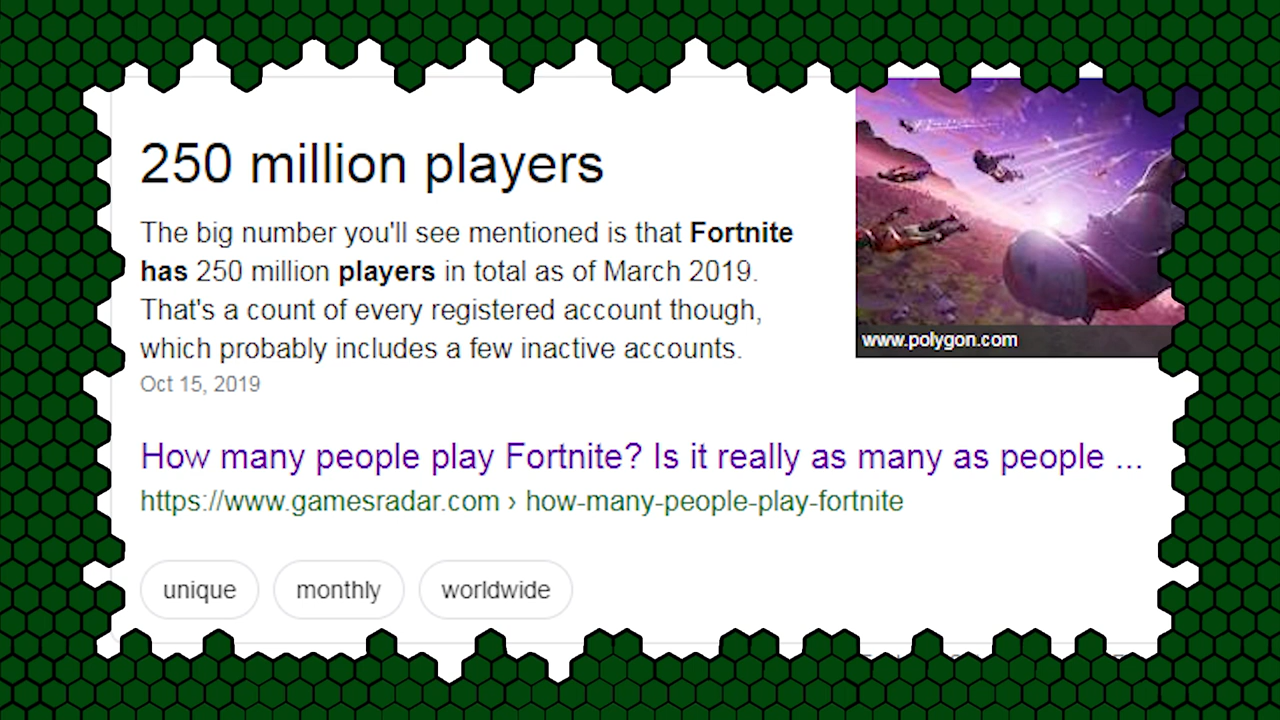 250 million players
The big number you'll see mentioned is that Fortnite
has 250 million players in total as of March 2019.
That's a count of every registered account though,
which probably includes a few inactive accounts.
Oct 15, 2019
www.polygon.com
How many people play Fortnite? Is it really as many as people ...
https://www.gamesradar.com › how-many-people-play-fortnite
unique
monthly
worldwide